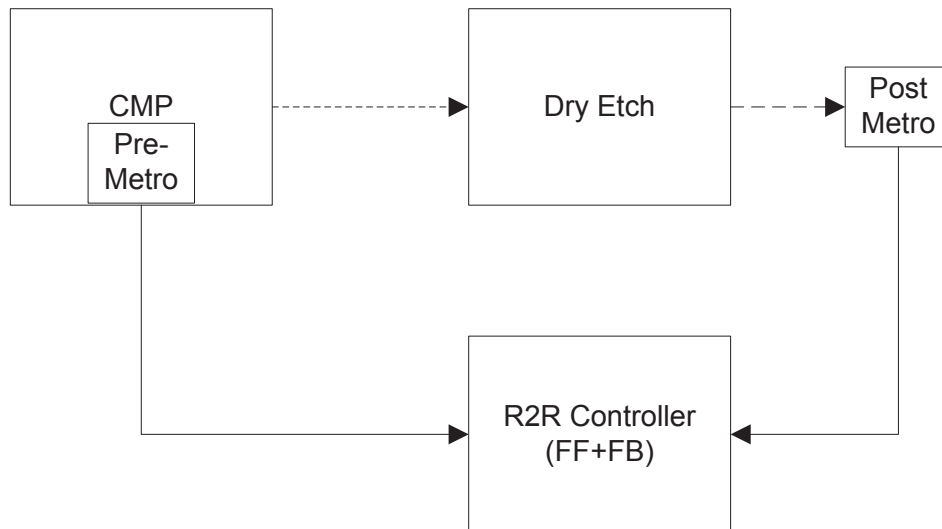 CMP
Pre-
Metro
Dry Etch
Post
Metro
R2R Controller
(FF+FB)